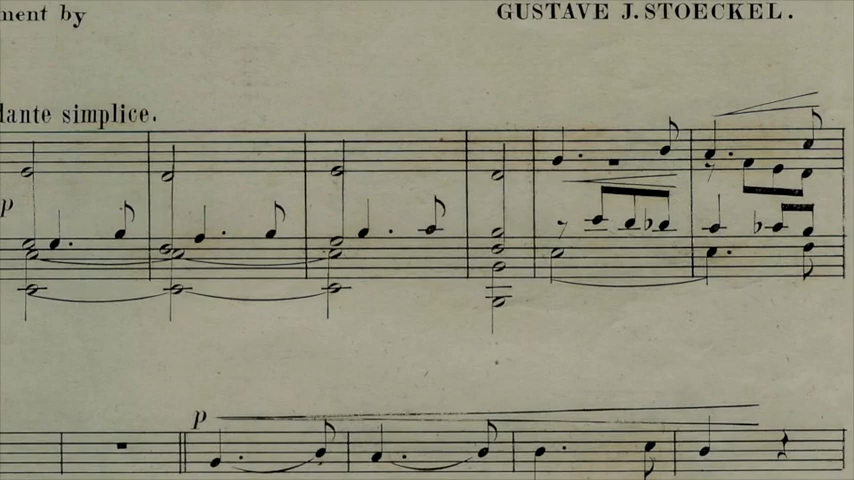 ment by
GUSTAVE J. STOECKEL.
dante simplice.
p
p